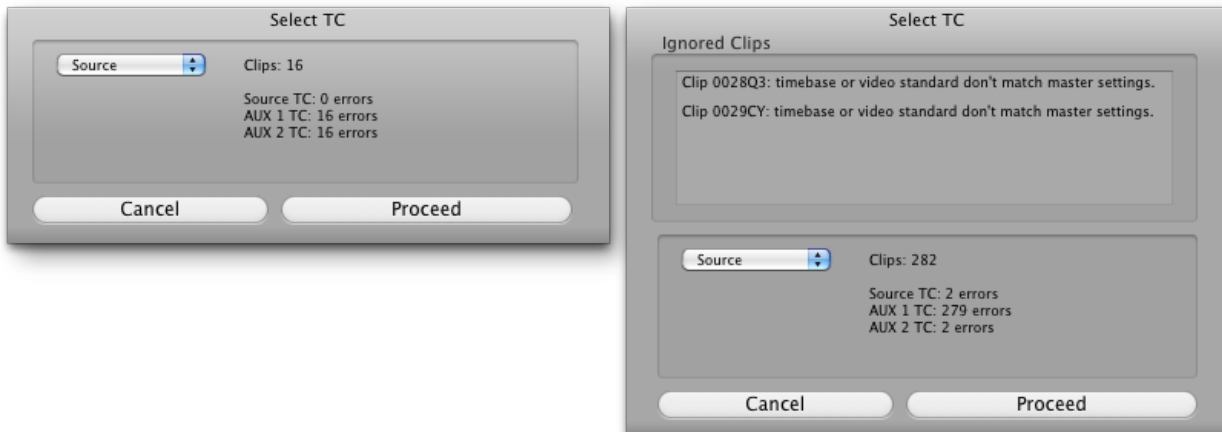 Select TC
Source
Clips: 16
Source TC: 0 errors
AUX 1 TC: 16 errors
AUX 2 TC: 16 errors
Cancel
Proceed
Select TC
Ignored Clips
Clip 0028Q3: timebase or video standard don't match master settings.
Clip 0029CY: timebase or video standard don't match master settings.
Source
Clips: 282
Source TC: 2 errors
AUX 1 TC: 279 errors
AUX 2 TC: 2 errors
Cancel
Proceed